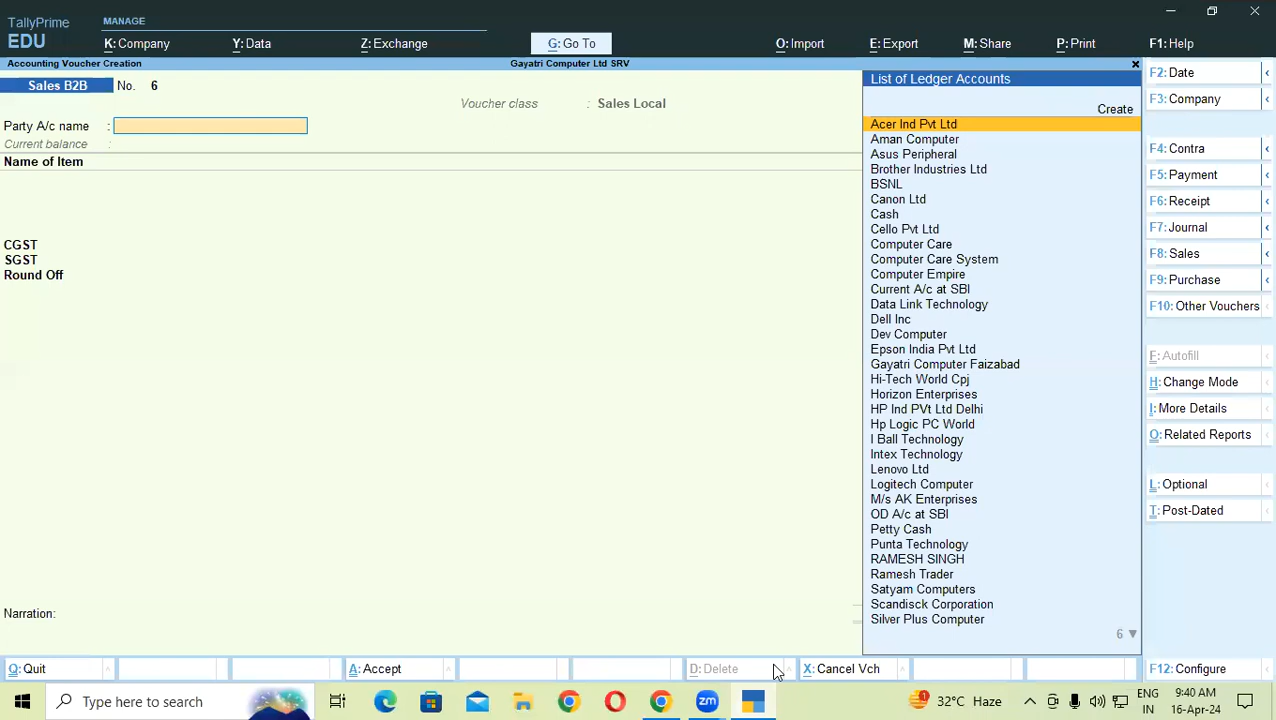 TallyPrime
EDU
MANAGE
K: Company
Y: Data
Z: Exchange
G: Go To
O: Import
E: Export
M: Share
P: Print
F1: Help
Accounting Voucher Creation
Gayatri Computer Ltd SRV
Sales B2B No. 6
Voucher class : Sales Local
Party A/c name :
Current balance :
Name of Item
CGST
SGST
Round Off
Narration:
List of Ledger Accounts
Create
Acer Ind Pvt Ltd
Aman Computer
Asus Peripheral
Brother Industries Ltd
BSNL
Canon Ltd
Cash
Cello Pvt Ltd
Computer Care
Computer Care System
Computer Empire
Current A/c at SBI
Data Link Technology
Dell Inc
Dev Computer
Epson India Pvt Ltd
Gayatri Computer Faizabad
Hi-Tech World Cpj
Horizon Enterprises
HP Ind PVt Ltd Delhi
Hp Logic PC World
I Ball Technology
Intex Technology
Lenovo Ltd
Logitech Computer
M/s AK Enterprises
OD A/c at SBI
Petty Cash
Punta Technology
RAMESH SINGH
Ramesh Trader
Satyam Computers
Scandisck Corporation
Silver Plus Computer
6 ▼
F2: Date
F3: Company
F4: Contra
F5: Payment
F6: Receipt
F7: Journal
F8: Sales
F9: Purchase
F10: Other Vouchers
F: Autofill
H: Change Mode
I: More Details
O: Related Reports
L: Optional
T: Post-Dated
F12: Configure
Q: Quit
A: Accept
D: Delete
X: Cancel Vch
Type here to search
zm
1
32°C Haze
ENG
IN
9:40 AM
16-Apr-24